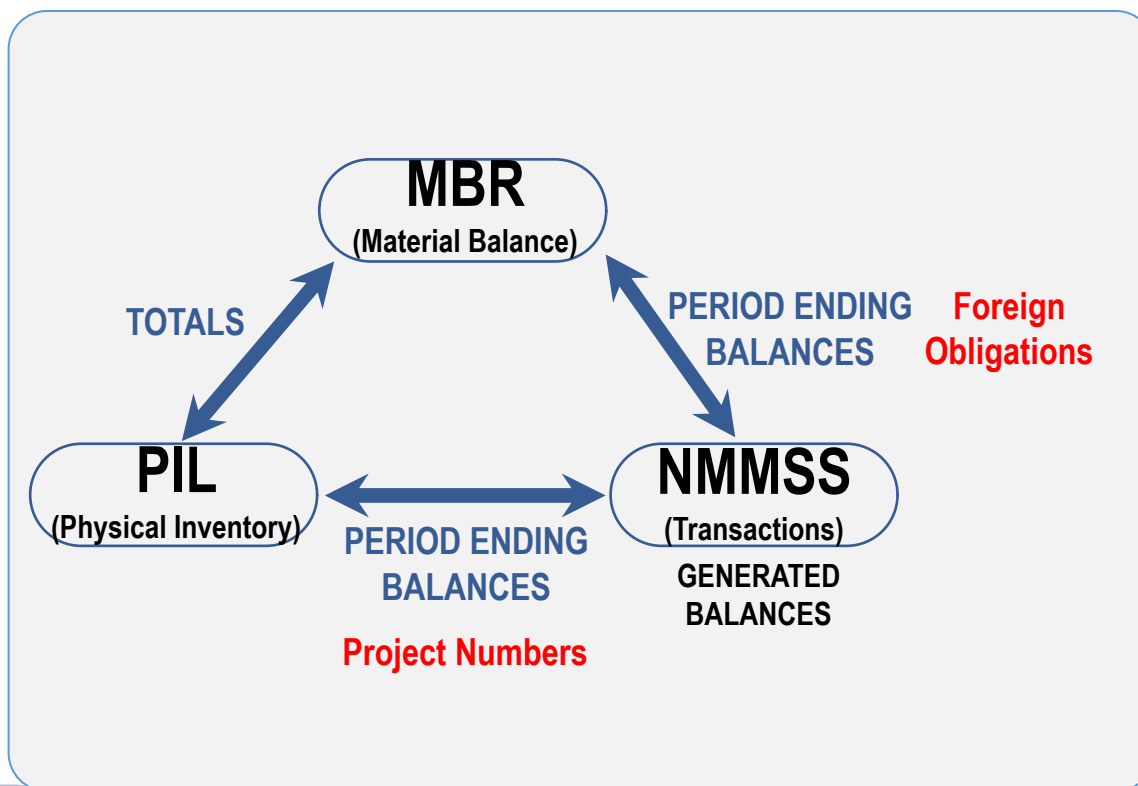 MBR
(Material Balance)
TOTALS
PERIOD ENDING
BALANCES
Foreign
Obligations
PIL
(Physical Inventory)
PERIOD ENDING
BALANCES
Project Numbers
NMMSS
(Transactions)
GENERATED
BALANCES